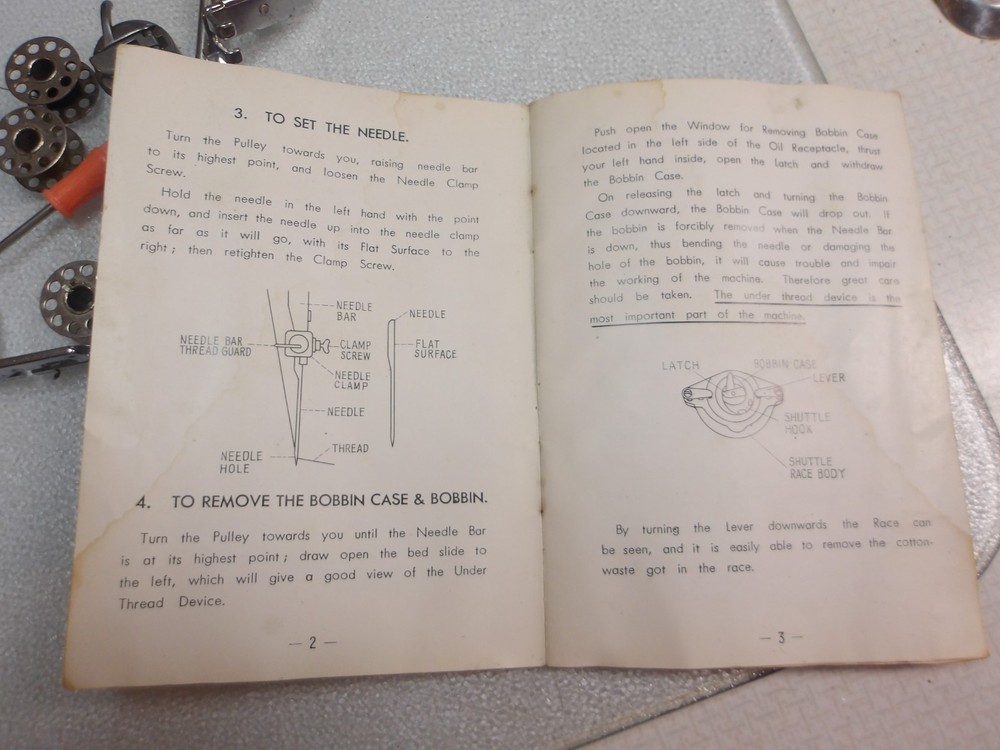 3. TO SET THE NEEDLE.
Turn the Pulley towards you, raising needle bar
to its highest point, and loosen the Needle Clamp
Screw.
Hold the needle in the left hand with the point
down, and insert the needle up into the needle clamp
as far as it will go, with its Flat Surface to the
right; then retighten the Clamp Screw.
NEEDLE
BAR
NEEDLE
NEEDLE BAR
THREAD GUARD
CLAMP
SCREW
FLAT
SURFACE
NEEDLE
CLAMP
NEEDLE
THREAD
NEEDLE
HOLE
4. TO REMOVE THE BOBBIN CASE & BOBBIN.
Turn the Pulley towards you until the Needle Bar
is at its highest point; draw open the bed slide to
the left, which will give a good view of the Under
Thread Device.
— 2 —
Push open the Window for Removing Bobbin Case
located in the left side of the Oil Receptacle, thrust
your left hand inside, open the latch and withdraw
the Bobbin Case.
On releasing the latch and turning the Bobbin
Case downward, the Bobbin Case will drop out. If
the bobbin is forcibly removed when the Needle Bar
is down, thus bending the needle or damaging the
hole of the bobbin, it will cause trouble and impair
the working of the machine. Therefore great care
should be taken. The under thread device is the
most important part of the machine.
LATCH
BOBBIN CASE
LEVER
SHUTTLE
HOOK
SHUTTLE
RACE BODY
By turning the Lever downwards the Race can
be seen, and it is easily able to remove the cotton-
waste got in the race.
— 3 —